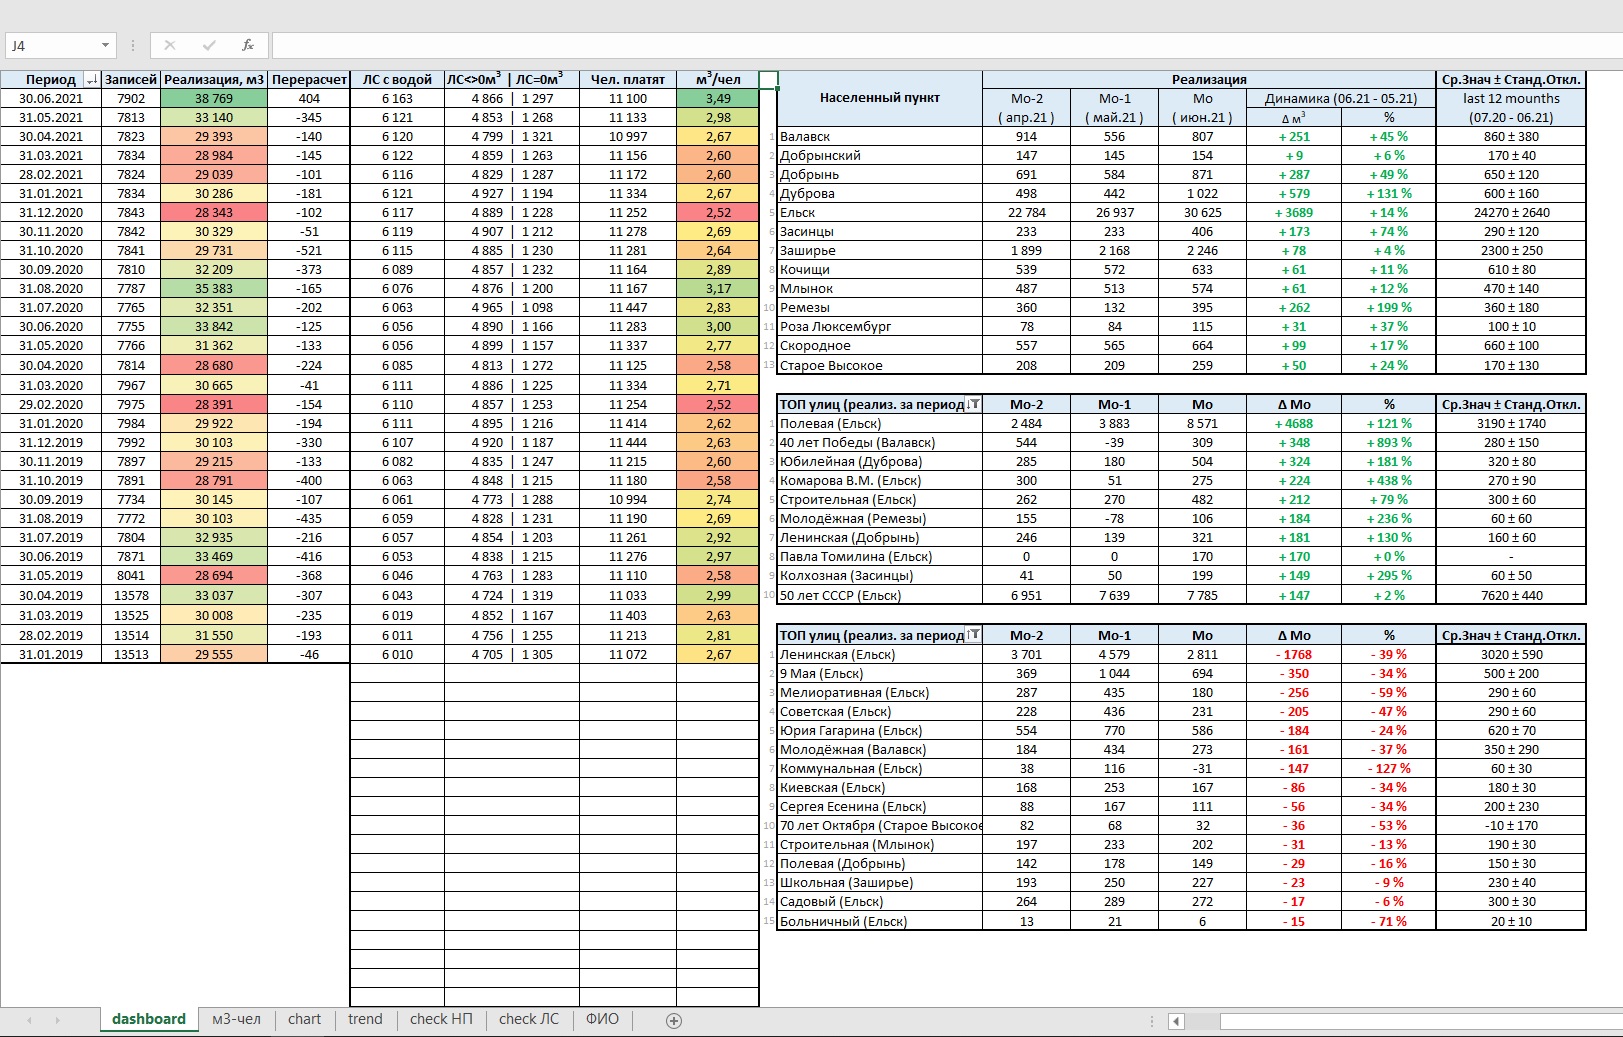 J4
fx
Период Записей Реализация, м3 Перерасчет ЛС с водой ЛС<>0м³ | ЛС=0м³ Чел. платят м³/чел
30.06.2021 7902 38 769 404 6 163 4 866 | 1 297 11 100 3,49
31.05.2021 7813 33 140 -345 6 121 4 853 | 1 268 11 133 2,98
30.04.2021 7823 29 393 -140 6 120 4 799 | 1 321 10 997 2,67
31.03.2021 7834 28 984 -145 6 122 4 859 | 1 263 11 156 2,60
28.02.2021 7824 29 039 -101 6 116 4 829 | 1 287 11 172 2,60
31.01.2021 7834 30 286 -181 6 121 4 927 | 1 194 11 334 2,67
31.12.2020 7843 28 343 -102 6 117 4 889 | 1 228 11 252 2,52
30.11.2020 7842 30 329 -51 6 119 4 907 | 1 212 11 278 2,69
31.10.2020 7841 29 731 -521 6 115 4 885 | 1 230 11 281 2,64
30.09.2020 7810 32 209 -373 6 089 4 857 | 1 232 11 164 2,89
31.08.2020 7787 35 383 -165 6 076 4 876 | 1 200 11 167 3,17
31.07.2020 7765 32 351 -202 6 063 4 965 | 1 098 11 447 2,83
30.06.2020 7755 33 842 -125 6 056 4 890 | 1 166 11 283 3,00
31.05.2020 7766 31 362 -133 6 056 4 899 | 1 157 11 337 2,77
30.04.2020 7814 28 680 -224 6 085 4 813 | 1 272 11 125 2,58
31.03.2020 7967 30 665 -41 6 111 4 886 | 1 225 11 334 2,71
29.02.2020 7975 28 391 -154 6 110 4 857 | 1 253 11 254 2,52
31.01.2020 7984 29 922 -194 6 111 4 895 | 1 216 11 414 2,62
31.12.2019 7992 30 103 -330 6 107 4 920 | 1 187 11 444 2,63
30.11.2019 7897 29 215 -133 6 082 4 835 | 1 247 11 215 2,60
31.10.2019 7891 28 791 -400 6 063 4 848 | 1 215 11 180 2,58
30.09.2019 7734 30 145 -107 6 061 4 773 | 1 288 10 994 2,74
31.08.2019 7772 30 103 -435 6 059 4 828 | 1 231 11 190 2,69
31.07.2019 7804 32 935 -216 6 057 4 854 | 1 203 11 261 2,92
30.06.2019 7871 33 469 -416 6 053 4 838 | 1 215 11 276 2,97
31.05.2019 8041 28 694 -368 6 046 4 763 | 1 283 11 110 2,58
30.04.2019 13578 33 037 -307 6 043 4 724 | 1 319 11 033 2,99
31.03.2019 13525 30 008 -235 6 019 4 852 | 1 167 11 403 2,63
28.02.2019 13514 31 550 -193 6 011 4 756 | 1 255 11 213 2,81
31.01.2019 13513 29 555 -46 6 010 4 705 | 1 305 11 072 2,67
Населенный пункт Реализация Ср.Знач ± Станд.Откл.
Мо-2 Мо-1 Мо Динамика (06.21 - 05.21) last 12 mounths
( апр.21 ) ( май.21 ) ( июн.21 ) Δ м³ % (07.20 - 06.21)
1 Валавск 914 556 807 + 251 + 45 % 860 ± 380
2 Добрынский 147 145 154 + 9 + 6 % 170 ± 40
3 Добрынь 691 584 871 + 287 + 49 % 650 ± 120
4 Дуброва 498 442 1 022 + 579 + 131 % 600 ± 160
5 Ельск 22 784 26 937 30 625 + 3689 + 14 % 24270 ± 2640
6 Засинцы 233 233 406 + 173 + 74 % 290 ± 120
7 Заширье 1 899 2 168 2 246 + 78 + 4 % 2300 ± 250
8 Кочищи 539 572 633 + 61 + 11 % 610 ± 80
9 Млынок 487 513 574 + 61 + 12 % 470 ± 140
10 Ремезы 360 132 395 + 262 + 199 % 360 ± 180
11 Роза Люксембург 78 84 115 + 31 + 37 % 100 ± 10
12 Скородное 557 565 664 + 99 + 17 % 660 ± 100
13 Старое Высокое 208 209 259 + 50 + 24 % 170 ± 130
ТОП улиц (реализ. за период Мо-2 Мо-1 Мо Δ Мо % Ср.Знач ± Станд.Откл.
1 Полевая (Ельск) 2 484 3 883 8 571 + 4688 + 121 % 3190 ± 1740
2 40 лет Победы (Валавск) 544 -39 309 + 348 + 893 % 280 ± 150
3 Юбилейная (Дуброва) 285 180 504 + 324 + 181 % 320 ± 80
4 Комарова В.М. (Ельск) 300 51 275 + 224 + 438 % 270 ± 90
5 Строительная (Ельск) 262 270 482 + 212 + 79 % 300 ± 60
6 Молодёжная (Ремезы) 155 -78 106 + 184 + 236 % 60 ± 60
7 Ленинская (Добрынь) 246 139 321 + 181 + 130 % 160 ± 60
8 Павла Томилина (Ельск) 0 0 170 + 170 + 0 % -
9 Колхозная (Засинцы) 41 50 199 + 149 + 295 % 60 ± 50
10 50 лет СССР (Ельск) 6 951 7 639 7 785 + 147 + 2 % 7620 ± 440
ТОП улиц (реализ. за период Мо-2 Мо-1 Мо Δ Мо % Ср.Знач ± Станд.Откл.
1 Ленинская (Ельск) 3 701 4 579 2 811 - 1768 - 39 % 3020 ± 590
2 9 Мая (Ельск) 369 1 044 694 - 350 - 34 % 500 ± 200
3 Мелиоративная (Ельск) 287 435 180 - 256 - 59 % 290 ± 60
4 Советская (Ельск) 228 436 231 - 205 - 47 % 290 ± 60
5 Юрия Гагарина (Ельск) 554 770 586 - 184 - 24 % 620 ± 70
6 Молодёжная (Валавск) 184 434 273 - 161 - 37 % 350 ± 290
7 Коммунальная (Ельск) 38 116 -31 - 147 - 127 % 60 ± 30
8 Киевская (Ельск) 168 253 167 - 86 - 34 % 180 ± 30
9 Сергея Есенина (Ельск) 88 167 111 - 56 - 34 % 200 ± 230
10 70 лет Октября (Старое Высокое 82 68 32 - 36 - 53 % -10 ± 170
11 Строительная (Млынок) 197 233 202 - 31 - 13 % 190 ± 30
12 Полевая (Добрынь) 142 178 149 - 29 - 16 % 150 ± 30
13 Школьная (Заширье) 193 250 227 - 23 - 9 % 230 ± 40
14 Садовый (Ельск) 264 289 272 - 17 - 6 % 300 ± 30
15 Больничный (Ельск) 13 21 6 - 15 - 71 % 20 ± 10
dashboard м3-чел chart trend check НП check ЛС ФИО